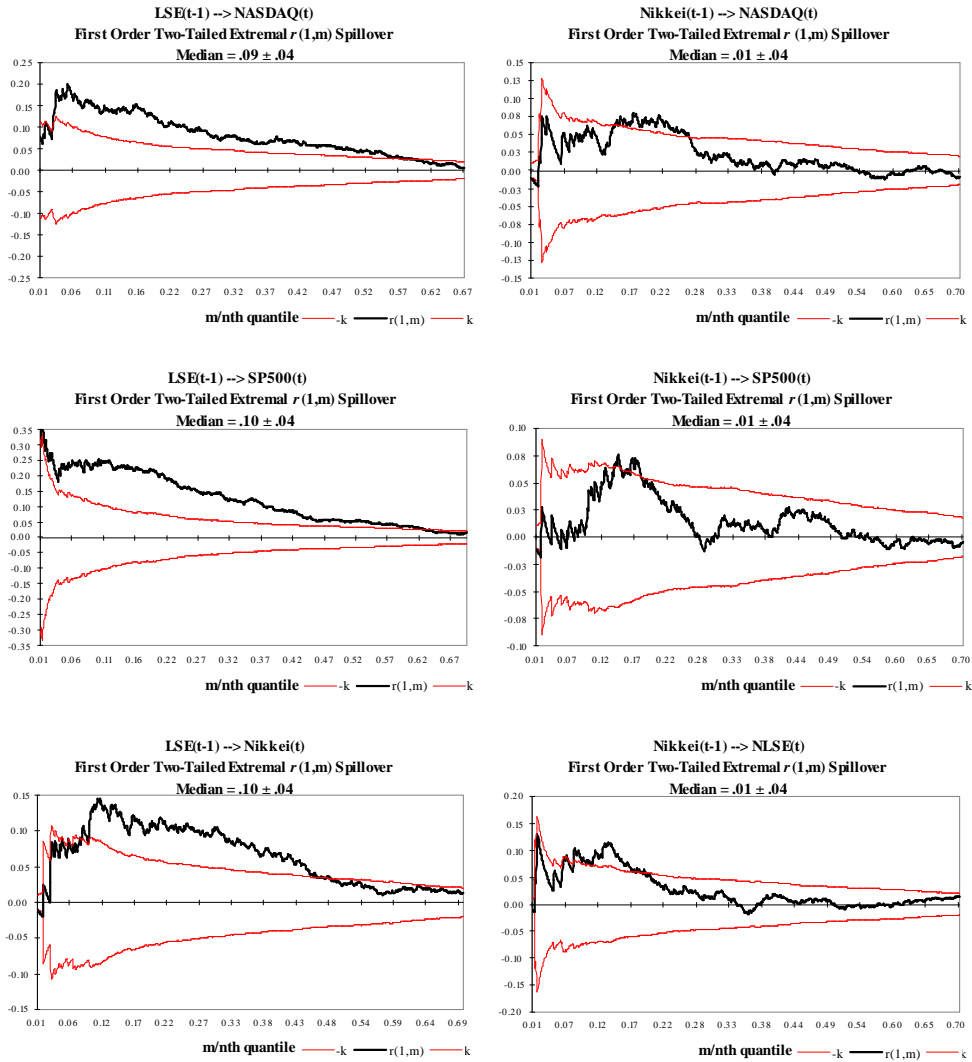 LSE(t-1) --> NASDAQ(t)
First Order Two-Tailed Extremal r (1,m) Spillover
Median = .09 ± .04
0.25
0.20
0.15
0.10
0.05
0.00
-0.05
-0.10
-0.15
-0.20
-0.25
0.01 0.06 0.11 0.16 0.22 0.27 0.32 0.37 0.42 0.48 0.52 0.57 0.62 0.67
m/nth quantile -k r(1,m) k
Nikkei(t-1) --> NASDAQ(t)
First Order Two-Tailed Extremal r (1,m) Spillover
Median = .01 ± .04
0.15
0.13
0.10
0.08
0.05
0.03
0.00
-0.03
-0.05
-0.08
-0.10
-0.13
-0.15
0.01 0.07 0.12 0.17 0.22 0.28 0.33 0.39 0.44 0.49 0.54 0.60 0.65 0.70
m/nth quantile -k r(1,m) k
LSE(t-1) --> SP500(t)
First Order Two-Tailed Extremal r (1,m) Spillover
Median = .10 ± .04
0.35
0.30
0.25
0.20
0.15
0.10
0.05
0.00
-0.05
-0.10
-0.15
-0.20
-0.25
-0.30
-0.35
0.01 0.06 0.11 0.16 0.22 0.27 0.32 0.37 0.42 0.48 0.52 0.57 0.62 0.67
m/nth quantile -k r(1,m) k
Nikkei(t-1) --> SP500(t)
First Order Two-Tailed Extremal r (1,m) Spillover
Median = .01 ± .04
0.10
0.08
0.05
0.03
0.00
-0.03
-0.05
-0.08
-0.10
0.01 0.07 0.12 0.17 0.22 0.28 0.33 0.39 0.44 0.49 0.54 0.60 0.65 0.70
m/nth quantile -k r(1,m) k
LSE(t-1) --> Nikkei(t)
First Order Two-Tailed Extremal r (1,m) Spillover
Median = .10 ± .04
0.15
0.10
0.05
0.00
-0.05
-0.10
-0.15
0.01 0.06 0.12 0.17 0.22 0.28 0.33 0.38 0.43 0.48 0.54 0.59 0.64 0.69
m/nth quantile -k r(1,m) k
Nikkei(t-1) --> NLSE(t)
First Order Two-Tailed Extremal r (1,m) Spillover
Median = .01 ± .04
0.20
0.15
0.10
0.05
0.00
-0.05
-0.10
-0.15
-0.20
0.01 0.07 0.12 0.17 0.22 0.28 0.33 0.39 0.44 0.49 0.54 0.60 0.65 0.70
m/nth quantile -k r(1,m) k